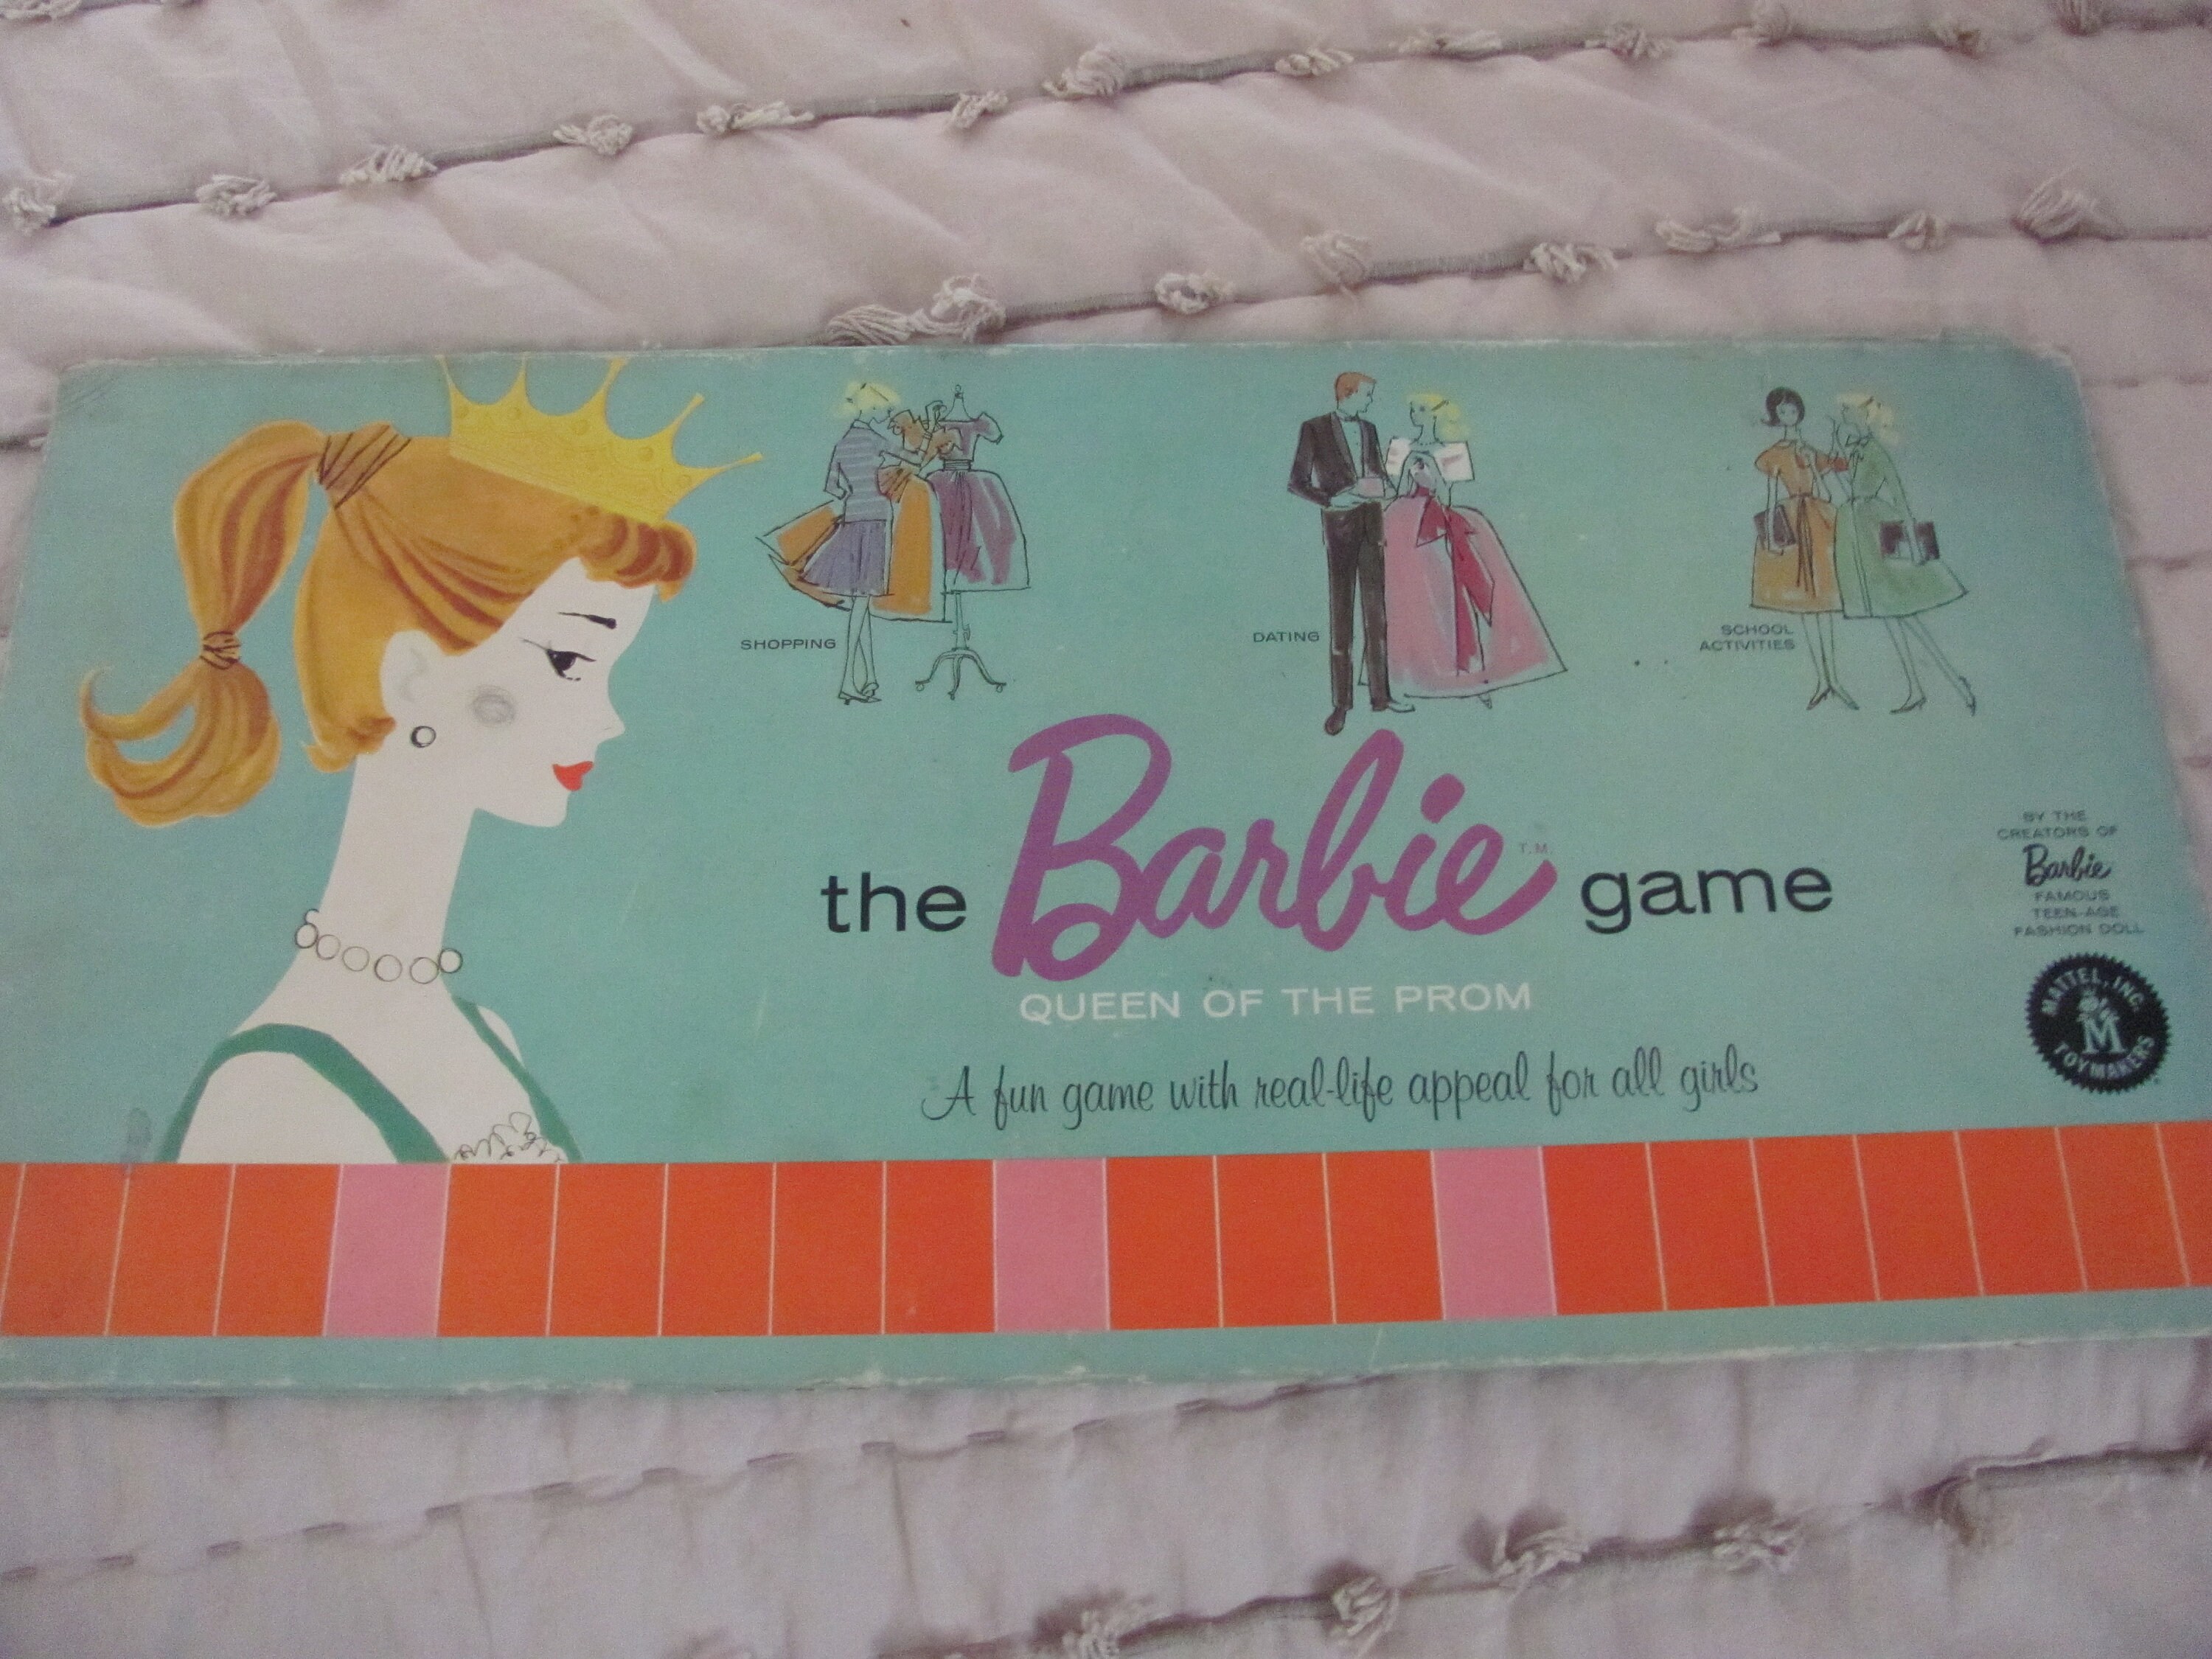 SHOPPING
DATING
SCHOOL
ACTIVITIES
the Barbie T.M. game
QUEEN OF THE PROM
A fun game with real-life appeal for all girls
BY THE
CREATORS OF
Barbie
FAMOUS
TEEN-AGE
FASHION DOLL
MATTEL, INC.
M
TOYMAKERS